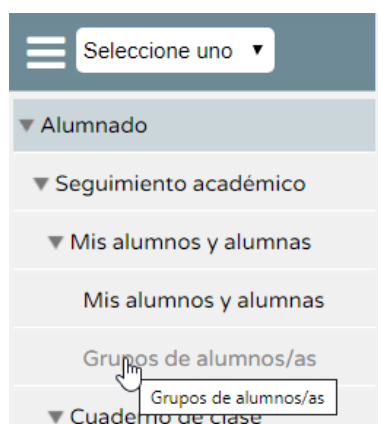 Seleccione uno
Alumnado
Seguimiento académico
Mis alumnos y alumnas
Mis alumnos y alumnas
Grupos de alumnos/as
Grupos de alumnos/as
Cuaderno de clase